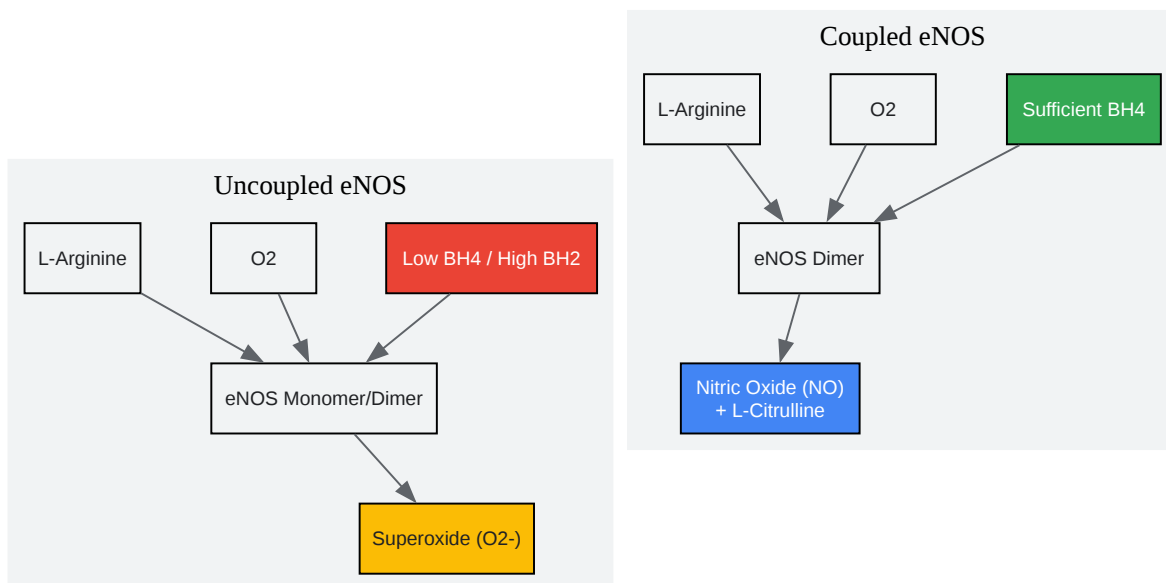 Uncoupled eNOS
L-Arginine
O2
Low BH4 / High BH2
eNOS Monomer/Dimer
Superoxide (O2-)
Coupled eNOS
L-Arginine
O2
Sufficient BH4
eNOS Dimer
Nitric Oxide (NO)
+ L-Citrulline